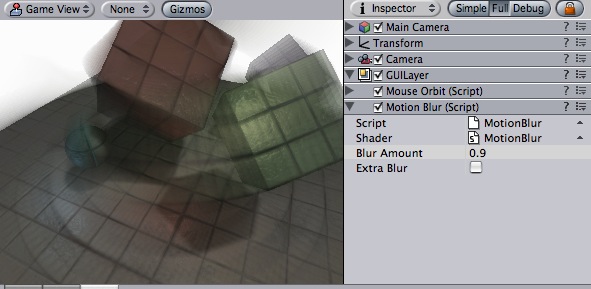 Game View None Gizmos
Inspector Simple Full Debug
Main Camera ?
Transform ?
Camera ?
GUILayer ?
Mouse Orbit (Script) ?
Motion Blur (Script) ?
Script MotionBlur
Shader S MotionBlur
Blur Amount 0.9
Extra Blur